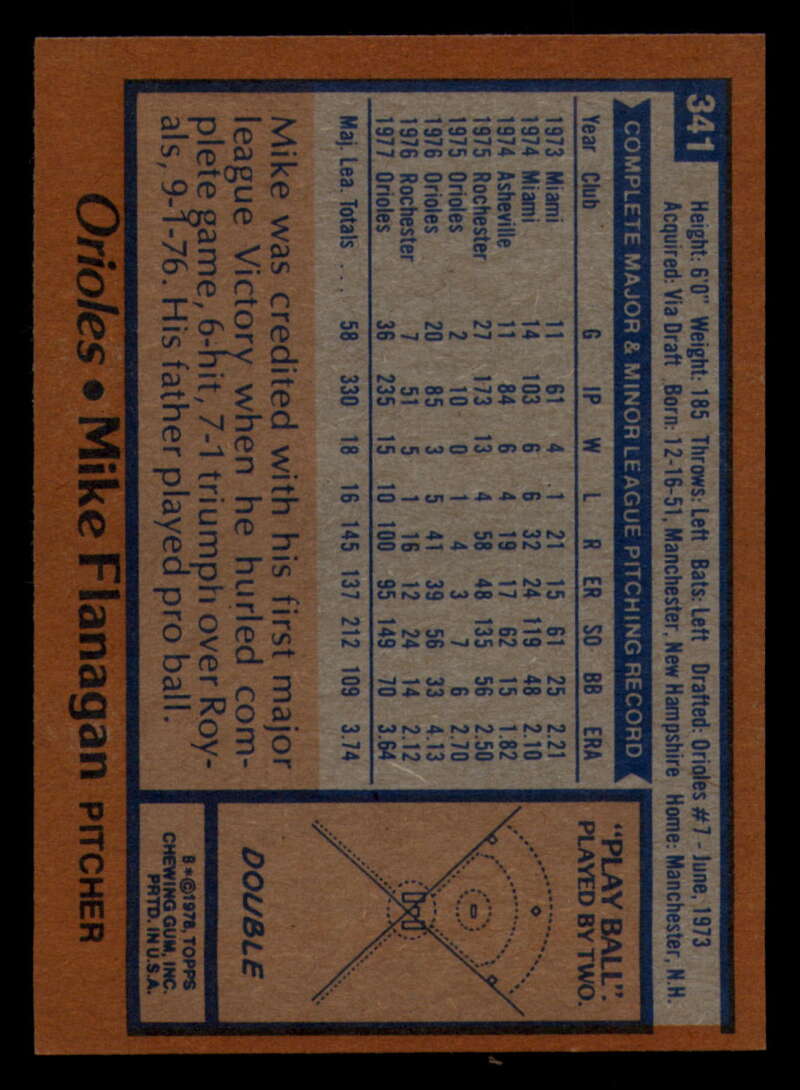 341
Height: 6'0" Weight: 185 Throws: Left Bats: Left Drafted: Orioles #7 - June, 1973
Acquired: Via Draft Born: 12-16-51, Manchester, New Hampshire Home: Manchester, N.H.
COMPLETE MAJOR & MINOR LEAGUE PITCHING RECORD
Year Club G IP W L R ER SO BB ERA
1973 Miami 11 61 4 1 21 15 61 25 2.21
1974 Miami 14 103 6 6 32 24 119 48 2.10
1974 Asheville 11 84 6 4 19 17 62 15 1.82
1975 Rochester 27 173 13 4 58 48 135 56 2.50
1975 Orioles 2 10 0 1 4 3 7 6 2.70
1976 Orioles 20 85 3 5 41 39 56 33 4.13
1976 Rochester 7 51 5 1 16 12 24 14 2.12
1977 Orioles 36 235 15 10 100 95 149 70 3.64
Maj. Lea. Totals .... 58 330 18 16 145 137 212 109 3.74
Mike was credited with his first major
league Victory when he hurled com-
plete game, 6-hit, 7-1 triumph over Roy-
als, 9-1-76. His father played pro ball.
"PLAY BALL":
PLAYED BY TWO.
DOUBLE
B*©1978, TOPPS
CHEWING GUM, INC.
PRTD. IN U.S.A.
Orioles • Mike Flanagan PITCHER